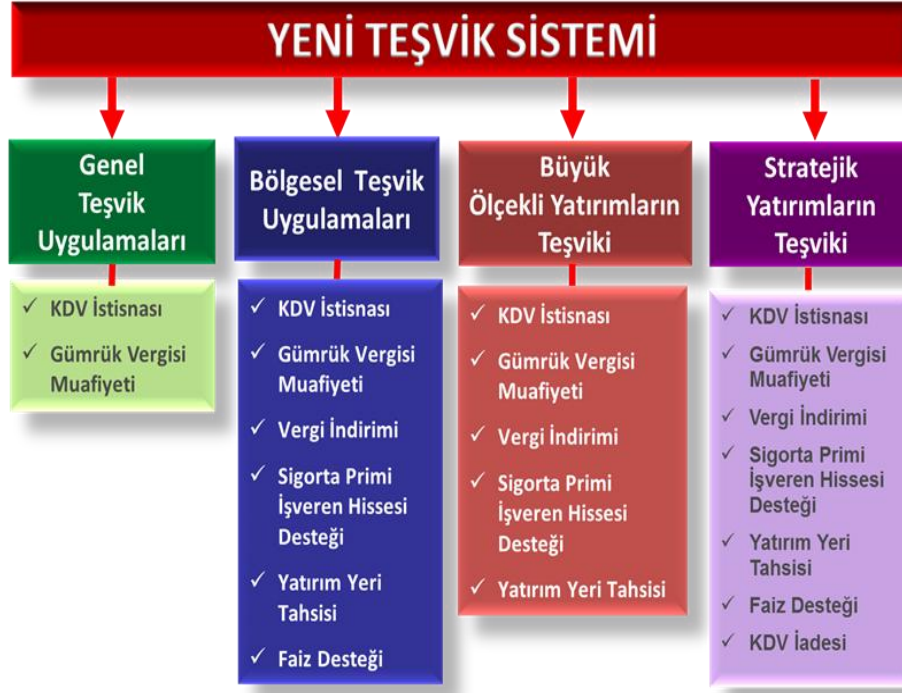 YENİ TEŞVİK SİSTEMİ
Genel
Teşvik
Uygulamaları
✓ KDV İstisnası
✓ Gümrük Vergisi
Muafiyeti
Bölgesel Teşvik
Uygulamaları
✓ KDV İstisnası
✓ Gümrük Vergisi
Muafiyeti
✓ Vergi İndirimi
✓ Sigorta Primi
İşveren Hissesi
Desteği
✓ Yatırım Yeri
Tahsisi
✓ Faiz Desteği
Büyük
Ölçekli Yatırımların
Teşviki
✓ KDV İstisnası
✓ Gümrük Vergisi
Muafiyeti
✓ Vergi İndirimi
✓ Sigorta Primi
İşveren Hissesi
Desteği
✓ Yatırım Yeri Tahsisi
Stratejik
Yatırımların
Teşviki
✓ KDV İstisnası
✓ Gümrük Vergisi
Muafiyeti
✓ Vergi İndirimi
✓ Sigorta Primi
İşveren Hissesi
Desteği
✓ Yatırım Yeri
Tahsisi
✓ Faiz Desteği
✓ KDV İadesi